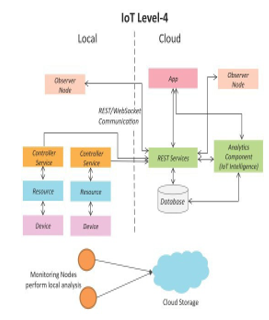 IoT Level-4
Local
Cloud
Observer
Node
App
Observer
Node
REST/WebSocket
Communication
Controller
Service
Controller
Service
REST Services
Analytics
Component
(IoT Intelligence)
Resource
Resource
Database
Device
Device
Monitoring Nodes
perform local analysis
Cloud Storage